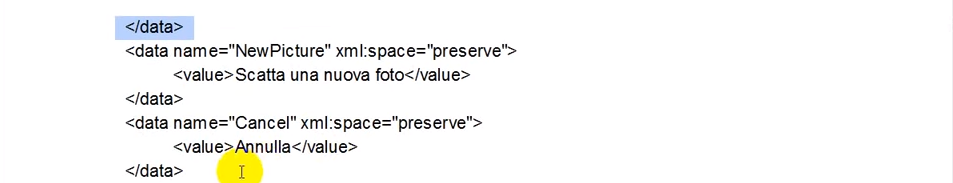 </data>
<data name="NewPicture" xml:space="preserve">
<value>Scatta una nuova foto</value>
</data>
<data name="Cancel" xml:space="preserve">
<value>Annulla</value>
</data>